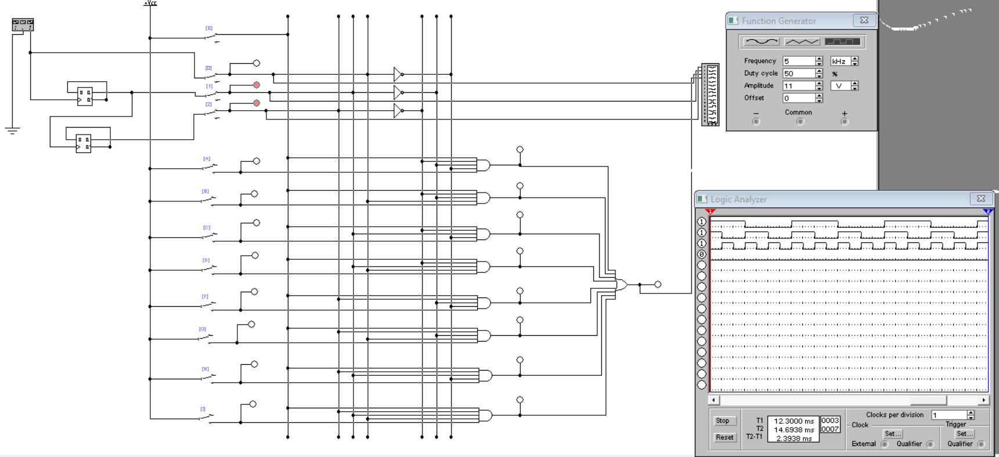 +Vcc
[E]
[0]
[1]
[2]
[A]
[B]
[C]
[D]
[F]
[G]
[H]
[I]
Function Generator
Frequency 5 kHz
Duty cycle 50 %
Amplitude 11 V
Offset 0
− Common +
Logic Analyzer
1 2
1
1
1
0
Stop
Reset
T1 12.3000 ms 0003
T2 14.6938 ms 0007
T2-T1 2.3938 ms
Clocks per division 1
Clock
Set...
External Qualifier
Trigger
Set...
Qualifier